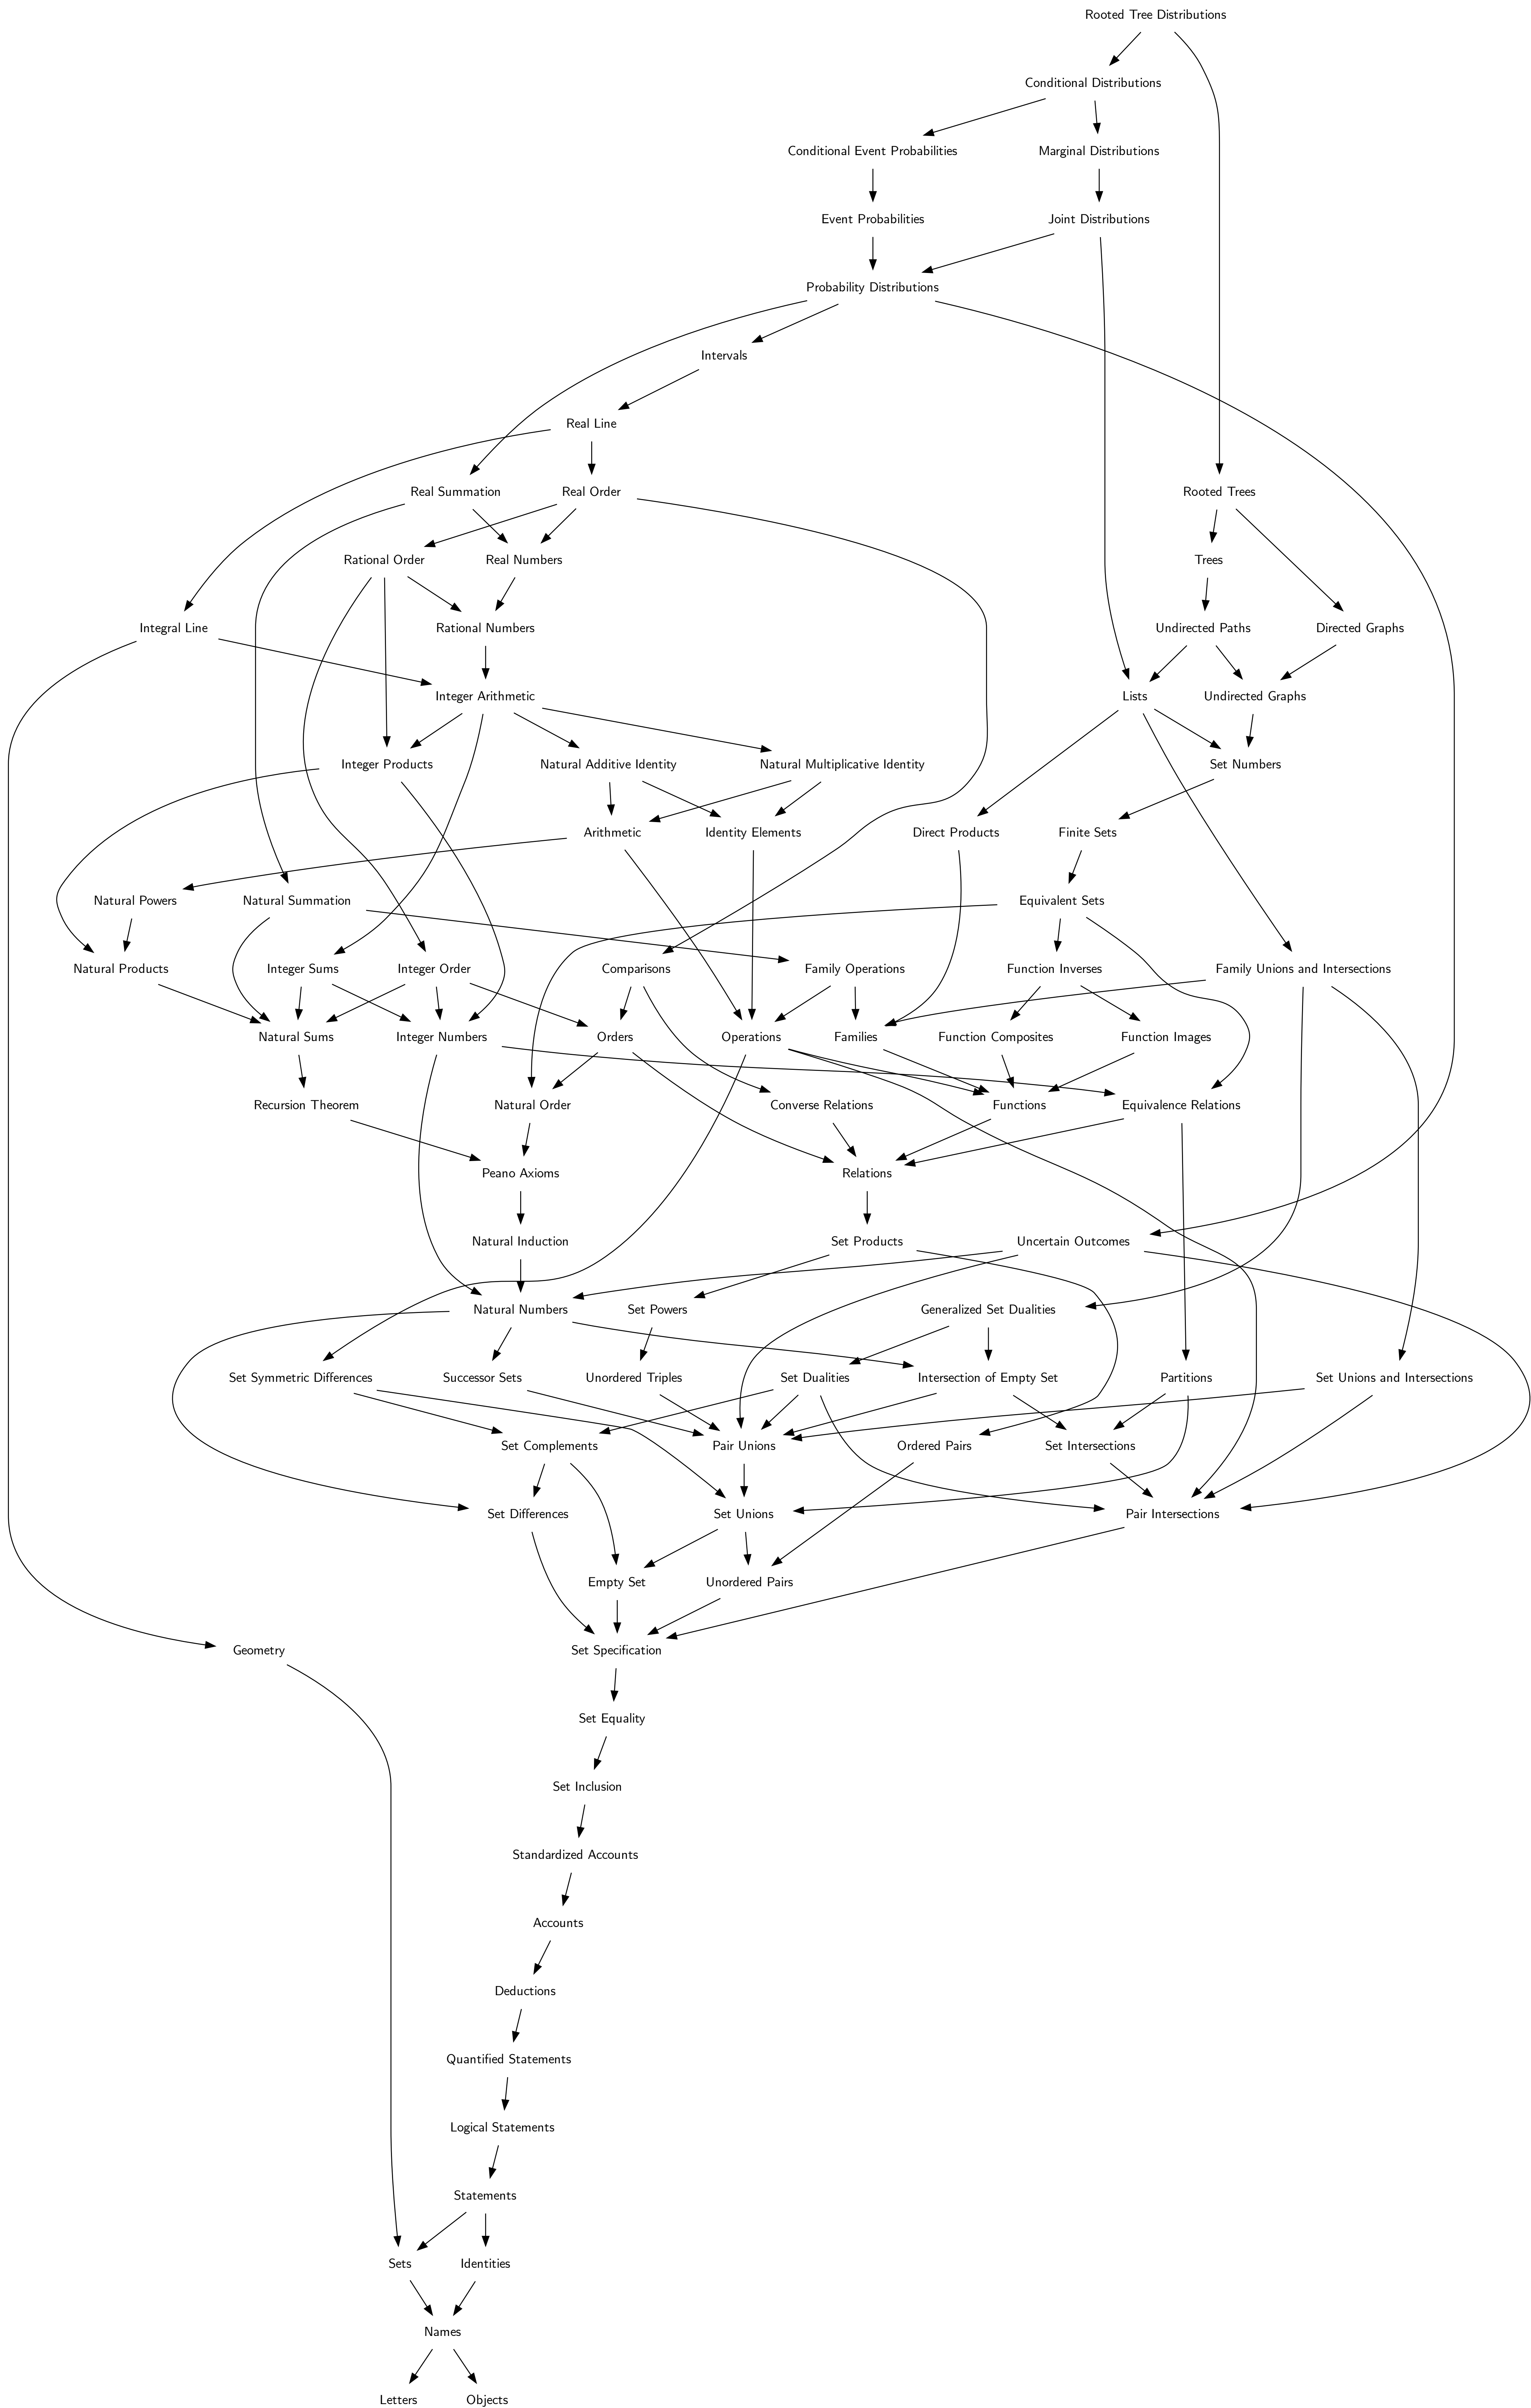 Rooted Tree Distributions
Conditional Distributions
Conditional Event Probabilities
Marginal Distributions
Event Probabilities
Joint Distributions
Probability Distributions
Intervals
Real Line
Real Summation
Real Order
Rooted Trees
Rational Order
Real Numbers
Trees
Integral Line
Rational Numbers
Undirected Paths
Directed Graphs
Integer Arithmetic
Lists
Undirected Graphs
Integer Products
Natural Additive Identity
Natural Multiplicative Identity
Set Numbers
Arithmetic
Identity Elements
Direct Products
Finite Sets
Natural Powers
Natural Summation
Equivalent Sets
Natural Products
Integer Sums
Integer Order
Comparisons
Family Operations
Function Inverses
Family Unions and Intersections
Natural Sums
Integer Numbers
Orders
Operations
Families
Function Composites
Function Images
Recursion Theorem
Natural Order
Converse Relations
Functions
Equivalence Relations
Peano Axioms
Relations
Natural Induction
Set Products
Uncertain Outcomes
Natural Numbers
Set Powers
Generalized Set Dualities
Set Symmetric Differences
Successor Sets
Unordered Triples
Set Dualities
Intersection of Empty Set
Partitions
Set Unions and Intersections
Set Complements
Pair Unions
Ordered Pairs
Set Intersections
Set Differences
Set Unions
Pair Intersections
Empty Set
Unordered Pairs
Geometry
Set Specification
Set Equality
Set Inclusion
Standardized Accounts
Accounts
Deductions
Quantified Statements
Logical Statements
Statements
Sets
Identities
Names
Letters
Objects